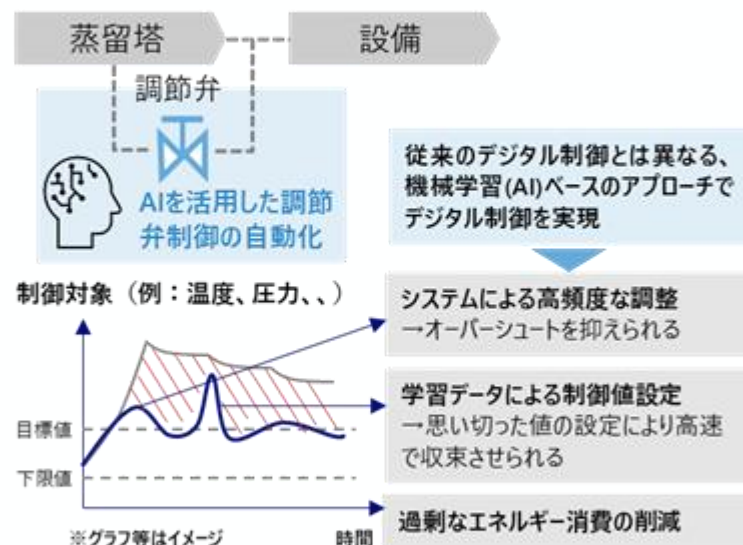 蒸留塔
設備
調節弁
AIを活用した調節
弁制御の自動化
従来のデジタル制御とは異なる、
機械学習(AI)ベースのアプローチで
デジタル制御を実現
制御対象（例：温度、圧力、、）
システムによる高頻度な調整
→オーバーシュートを抑えられる
学習データによる制御値設定
→思い切った値の設定により高速
で収束させられる
目標値
下限値
過剰なエネルギー消費の削減
※グラフ等はイメージ
時間